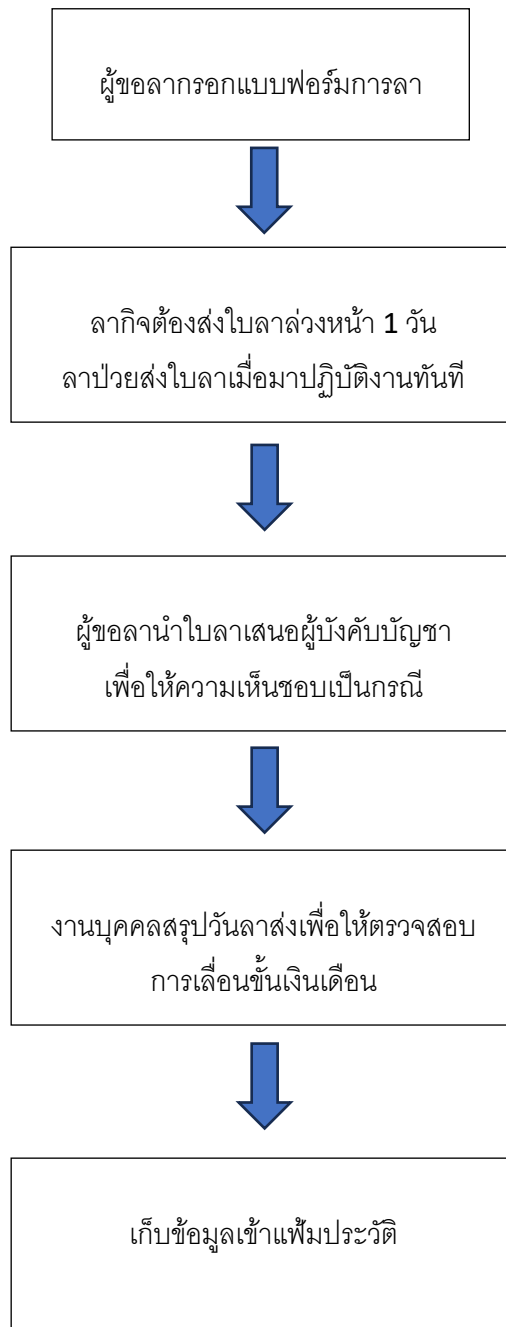 ผู้ขอลากรอกแบบฟอร์มการลา
ลากิจต้องส่งใบลาล่วงหน้า 1 วัน
ลาป่วยส่งใบลาเมื่อมาปฏิบัติงานทันที
ผู้ขอลานำใบลาเสนอผู้บังคับบัญชา
เพื่อให้ความเห็นชอบเป็นกรณี
งานบุคคลสรุปวันลาส่งเพื่อให้ตรวจสอบ
การเลื่อนขั้นเงินเดือน
เก็บข้อมูลเข้าแฟ้มประวัติ